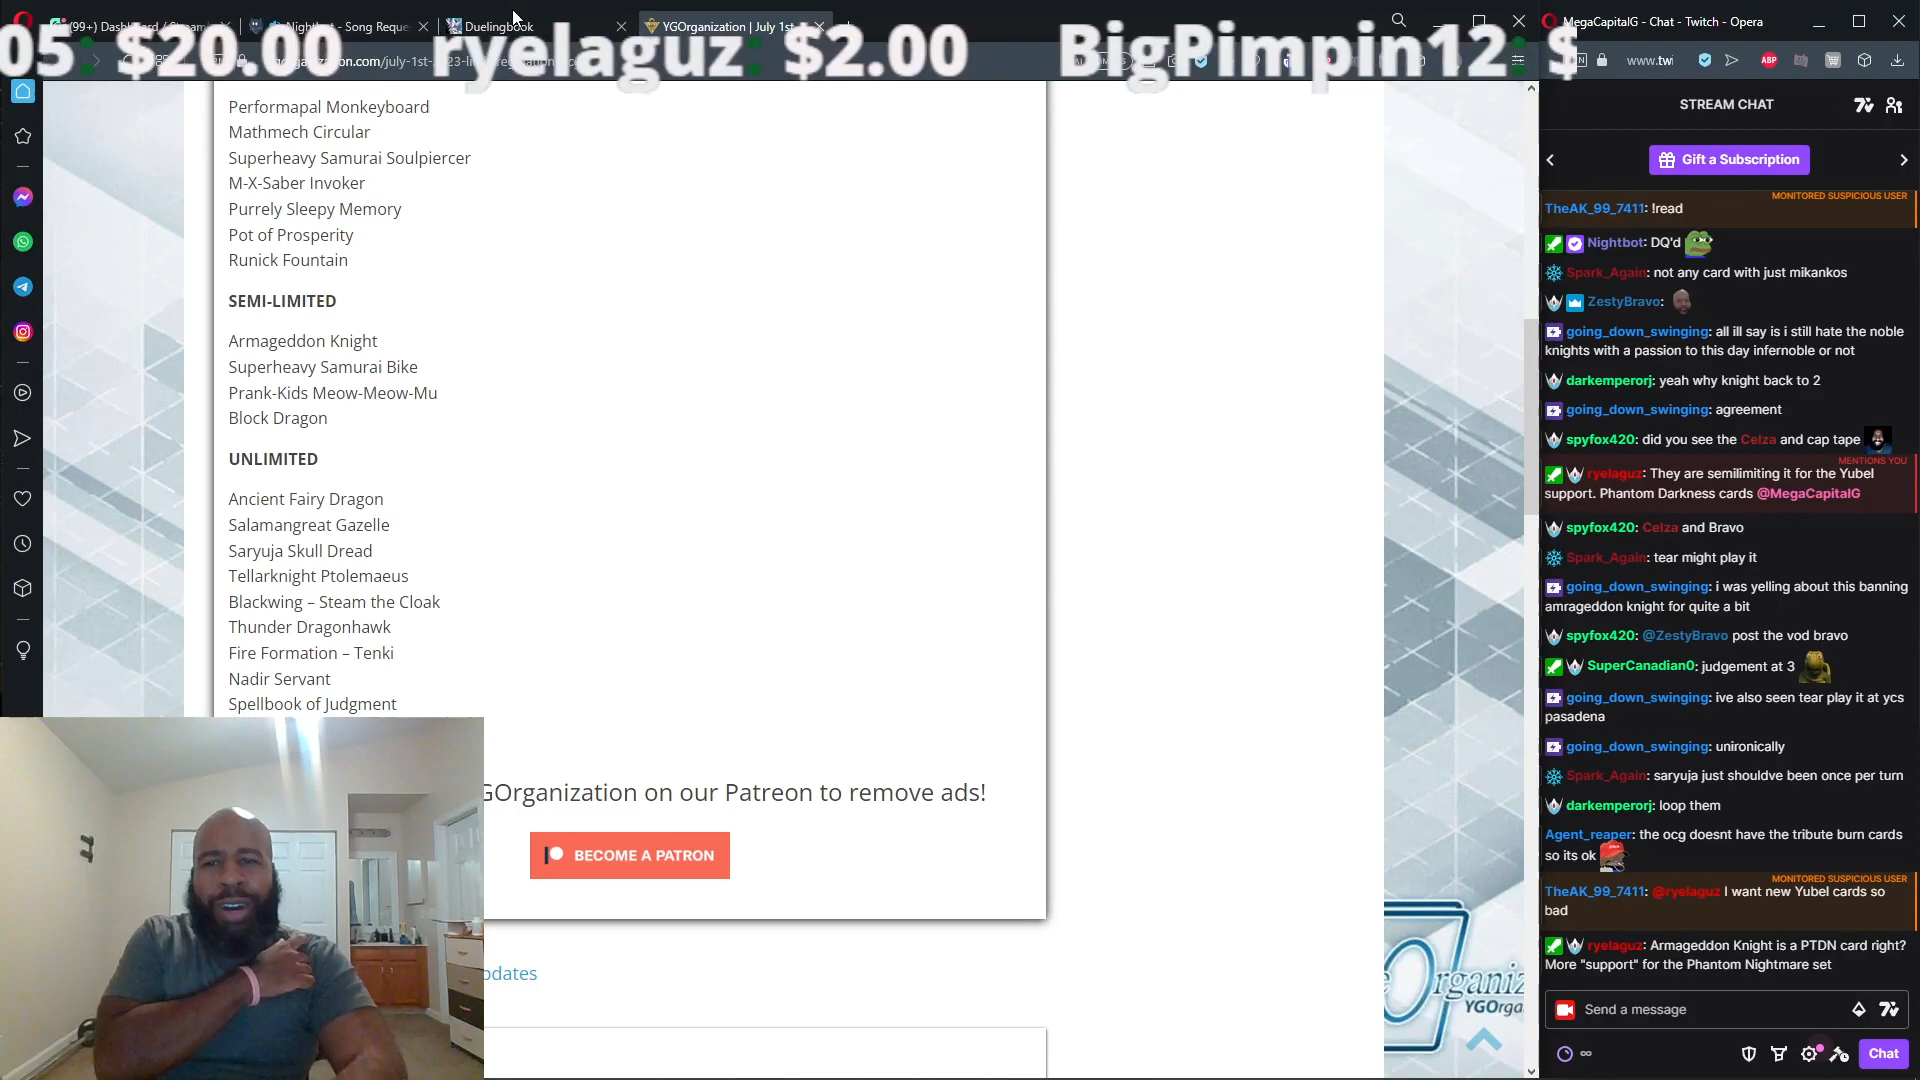 (99+) Dashboard / Stream
Nightbot - Song Reque
Duelingbook
YGOrganization | July 1st
MegaCapitalG - Chat - Twitch - Opera
05 $20.00 ryelaguz $2.00 BigPimpin12 $
www.twi
ABP
STREAM CHAT
Gift a Subscription
Performapal Monkeyboard
Mathmech Circular
Superheavy Samurai Soulpiercer
M-X-Saber Invoker
Purrely Sleepy Memory
Pot of Prosperity
Runick Fountain
SEMI-LIMITED
Armageddon Knight
Superheavy Samurai Bike
Prank-Kids Meow-Meow-Mu
Block Dragon
UNLIMITED
Ancient Fairy Dragon
Salamangreat Gazelle
Saryuja Skull Dread
Tellarknight Ptolemaeus
Blackwing – Steam the Cloak
Thunder Dragonhawk
Fire Formation – Tenki
Nadir Servant
Spellbook of Judgment
GOrganization on our Patreon to remove ads!
BECOME A PATRON
pdates
YGOrga
MONITORED SUSPICIOUS USER
TheAK_99_7411: !read
Nightbot: DQ'd
Spark_Again: not any card with just mikankos
ZestyBravo:
going_down_swinging: all ill say is i still hate the noble
knights with a passion to this day infernoble or not
darkemperorj: yeah why knight back to 2
going_down_swinging: agreement
spyfox420: did you see the Celza and cap tape
MENTIONS YOU
ryelaguz: They are semilimiting it for the Yubel
support. Phantom Darkness cards @MegaCapitalG
spyfox420: Celza and Bravo
Spark_Again: tear might play it
going_down_swinging: i was yelling about this banning
amrageddon knight for quite a bit
spyfox420: @ZestyBravo post the vod bravo
SuperCanadian0: judgement at 3
going_down_swinging: ive also seen tear play it at ycs
pasadena
going_down_swinging: unironically
Spark_Again: saryuja just shouldve been once per turn
darkemperorj: loop them
Agent_reaper: the ocg doesnt have the tribute burn cards
so its ok
MONITORED SUSPICIOUS USER
TheAK_99_7411: @ryelaguz I want new Yubel cards so
bad
ryelaguz: Armageddon Knight is a PTDN card right?
More "support" for the Phantom Nightmare set
Send a message
Chat